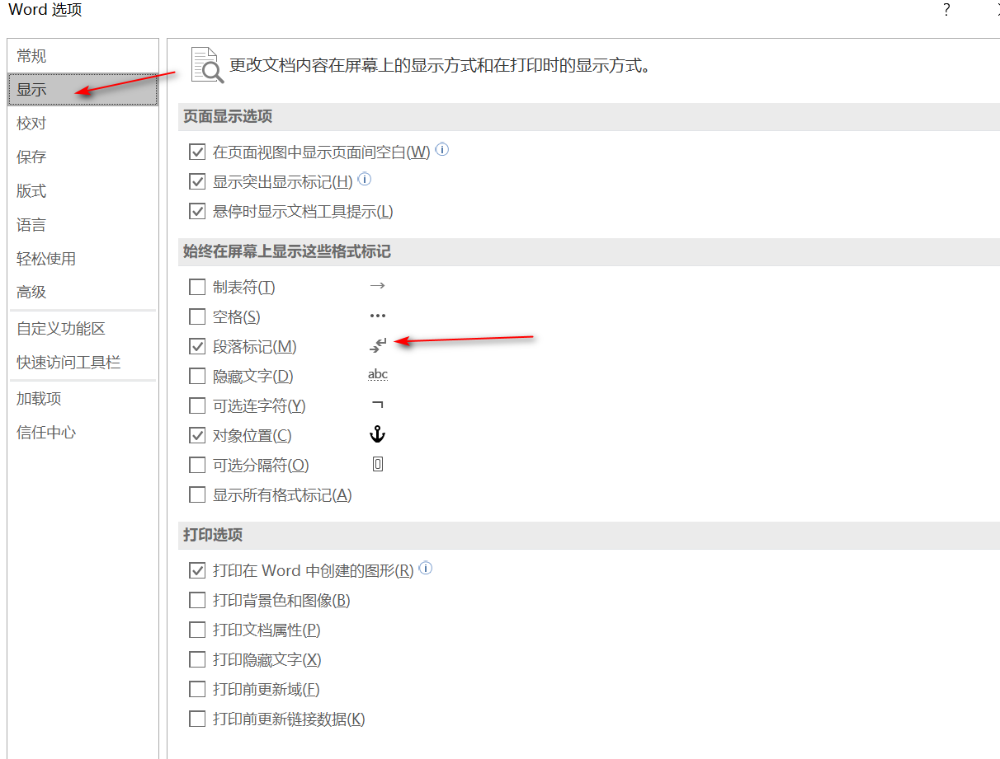 Word 选项
?
常规
显示
校对
保存
版式
语言
轻松使用
高级
自定义功能区
快速访问工具栏
加载项
信任中心
更改文档内容在屏幕上的显示方式和在打印时的显示方式。
页面显示选项
在页面视图中显示页面间空白(W)
显示突出显示标记(H)
悬停时显示文档工具提示(L)
始终在屏幕上显示这些格式标记
制表符(T) →
空格(S) •••
段落标记(M)
隐藏文字(D) abc
可选连字符(Y) ¬
对象位置(C)
可选分隔符(O)
显示所有格式标记(A)
打印选项
打印在 Word 中创建的图形(R)
打印背景色和图像(B)
打印文档属性(P)
打印隐藏文字(X)
打印前更新域(F)
打印前更新链接数据(K)